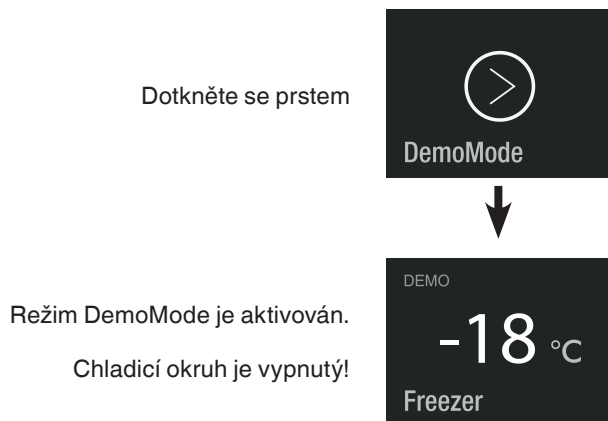 Dotkněte se prstem
DemoMode
DEMO
Režim DemoMode je aktivován.
-18 °C
Chladicí okruh je vypnutý!
Freezer